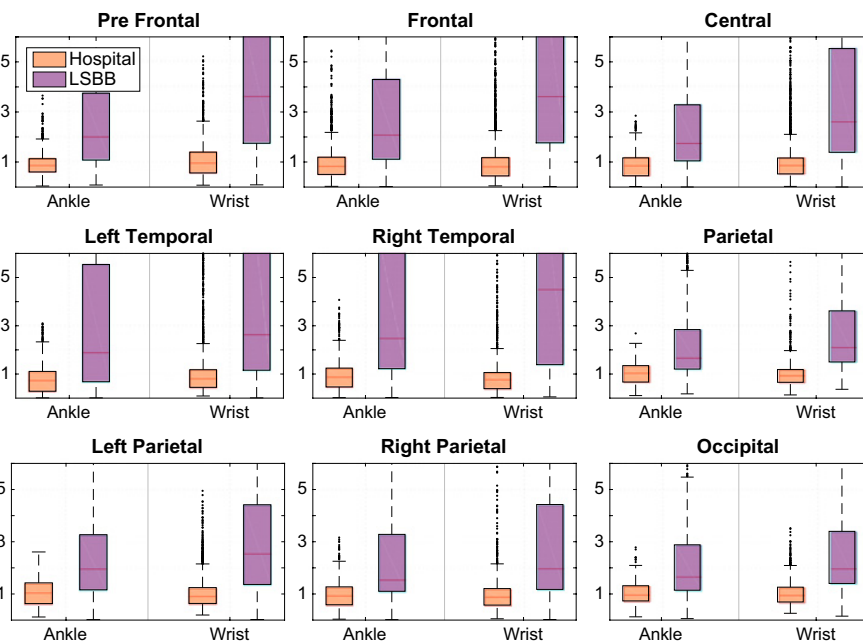 Pre Frontal
Frontal
Central
Hospital
LSBB
5
3
1
Ankle
Wrist
5
3
1
Ankle
Wrist
5
3
1
Ankle
Wrist
Left Temporal
Right Temporal
Parietal
5
3
1
Ankle
Wrist
5
3
1
Ankle
Wrist
5
3
1
Ankle
Wrist
Left Parietal
Right Parietal
Occipital
5
3
1
Ankle
Wrist
5
3
1
Ankle
Wrist
5
3
1
Ankle
Wrist